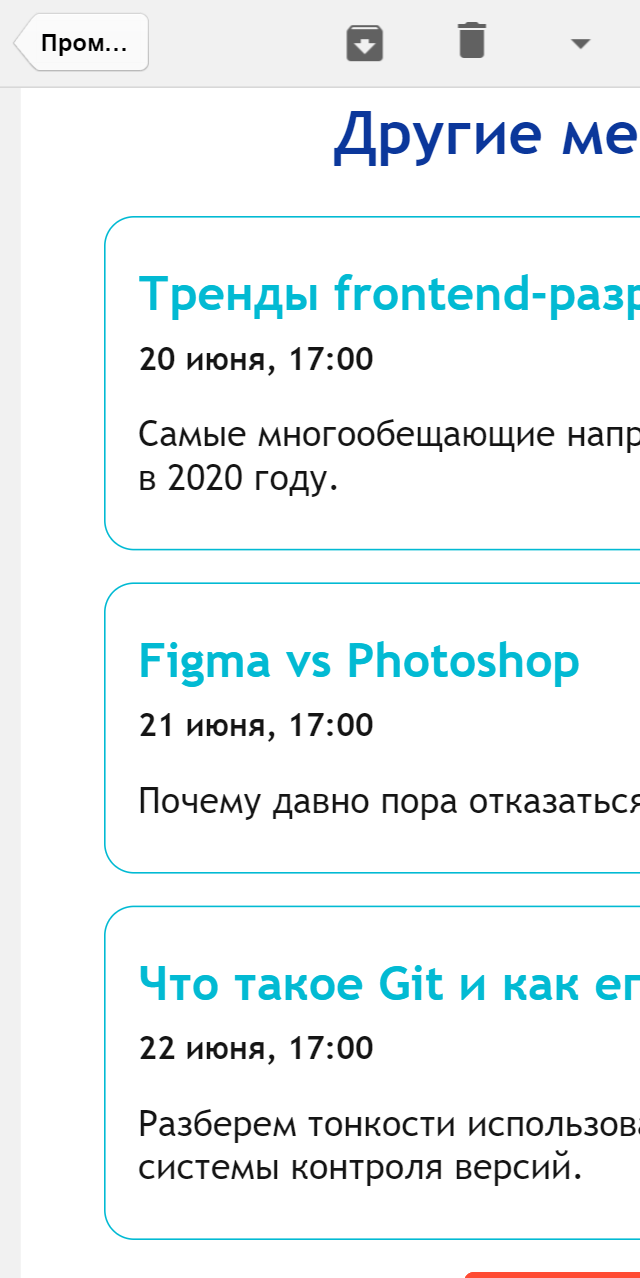 Пром...
Другие ме
Тренды frontend-разр
20 июня, 17:00
Самые многообещающие напр
в 2020 году.
Figma vs Photoshop
21 июня, 17:00
Почему давно пора отказаться
Что такое Git и как ег
22 июня, 17:00
Разберем тонкости использова
системы контроля версий.